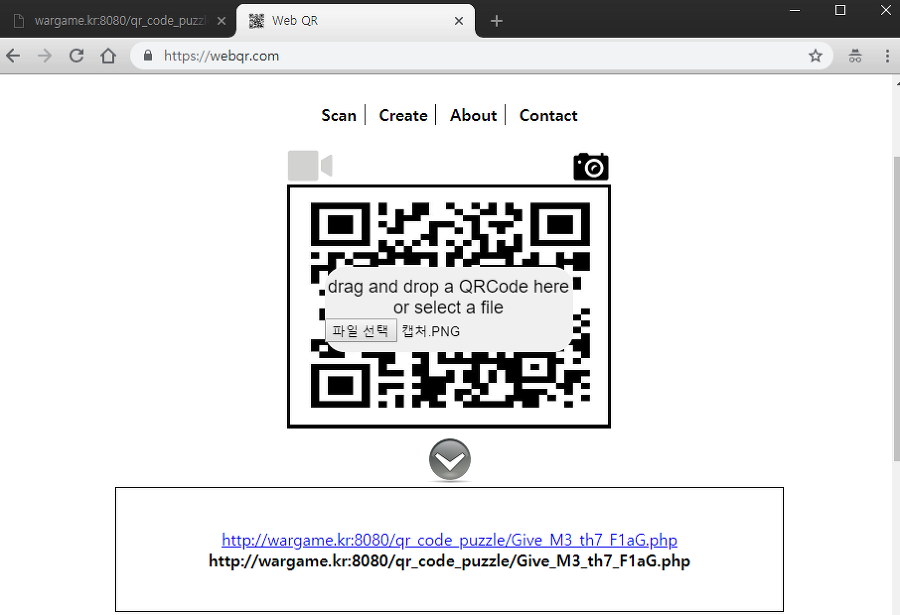 wargame.kr:8080/qr_code_puzzl
Web QR
https://webqr.com
Scan
Create
About
Contact
drag and drop a QRCode here
or select a file
파일 선택 캡처.PNG
http://wargame.kr:8080/qr_code_puzzle/Give_M3_th7_F1aG.php
http://wargame.kr:8080/qr_code_puzzle/Give_M3_th7_F1aG.php